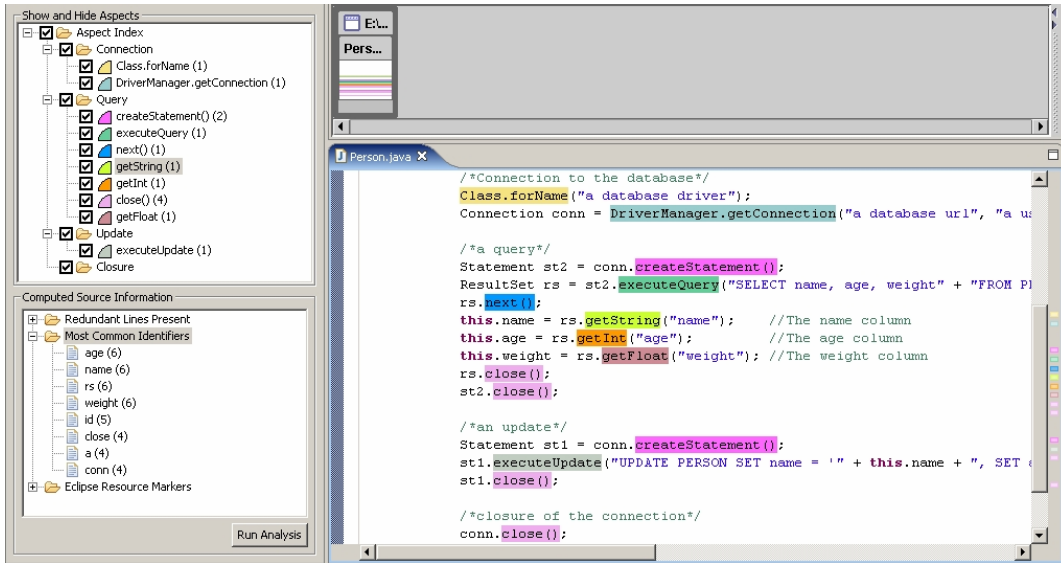 Show and Hide Aspects
Aspect Index
Connection
Class.forName (1)
DriverManager.getConnection (1)
Query
createStatement() (2)
executeQuery (1)
next() (1)
getString (1)
getInt (1)
close() (4)
getFloat (1)
Update
executeUpdate (1)
Closure
Computed Source Information
Redundant Lines Present
Most Common Identifiers
age (6)
name (6)
rs (6)
weight (6)
id (5)
close (4)
a (4)
conn (4)
Eclipse Resource Markers
Run Analysis
E:\...
Pers...
Person.java
/*Connection to the database*/
Class.forName("a database driver");
Connection conn = DriverManager.getConnection("a database url", "a us
/*a query*/
Statement st2 = conn.createStatement();
ResultSet rs = st2.executeQuery("SELECT name, age, weight" + "FROM PE
rs.next();
this.name = rs.getString("name"); //The name column
this.age = rs.getInt("age"); //The age column
this.weight = rs.getFloat("weight"); //The weight column
rs.close();
st2.close();
/*an update*/
Statement st1 = conn.createStatement();
st1.executeUpdate("UPDATE PERSON SET name = '" + this.name + ", SET a
st1.close();
/*closure of the connection*/
conn.close();